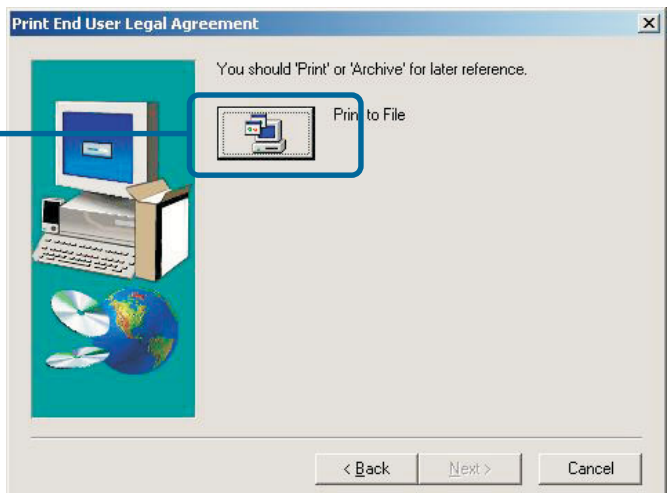 Print End User Legal Agreement
You should 'Print' or 'Archive' for later reference.
Print to File
< Back
Next >
Cancel